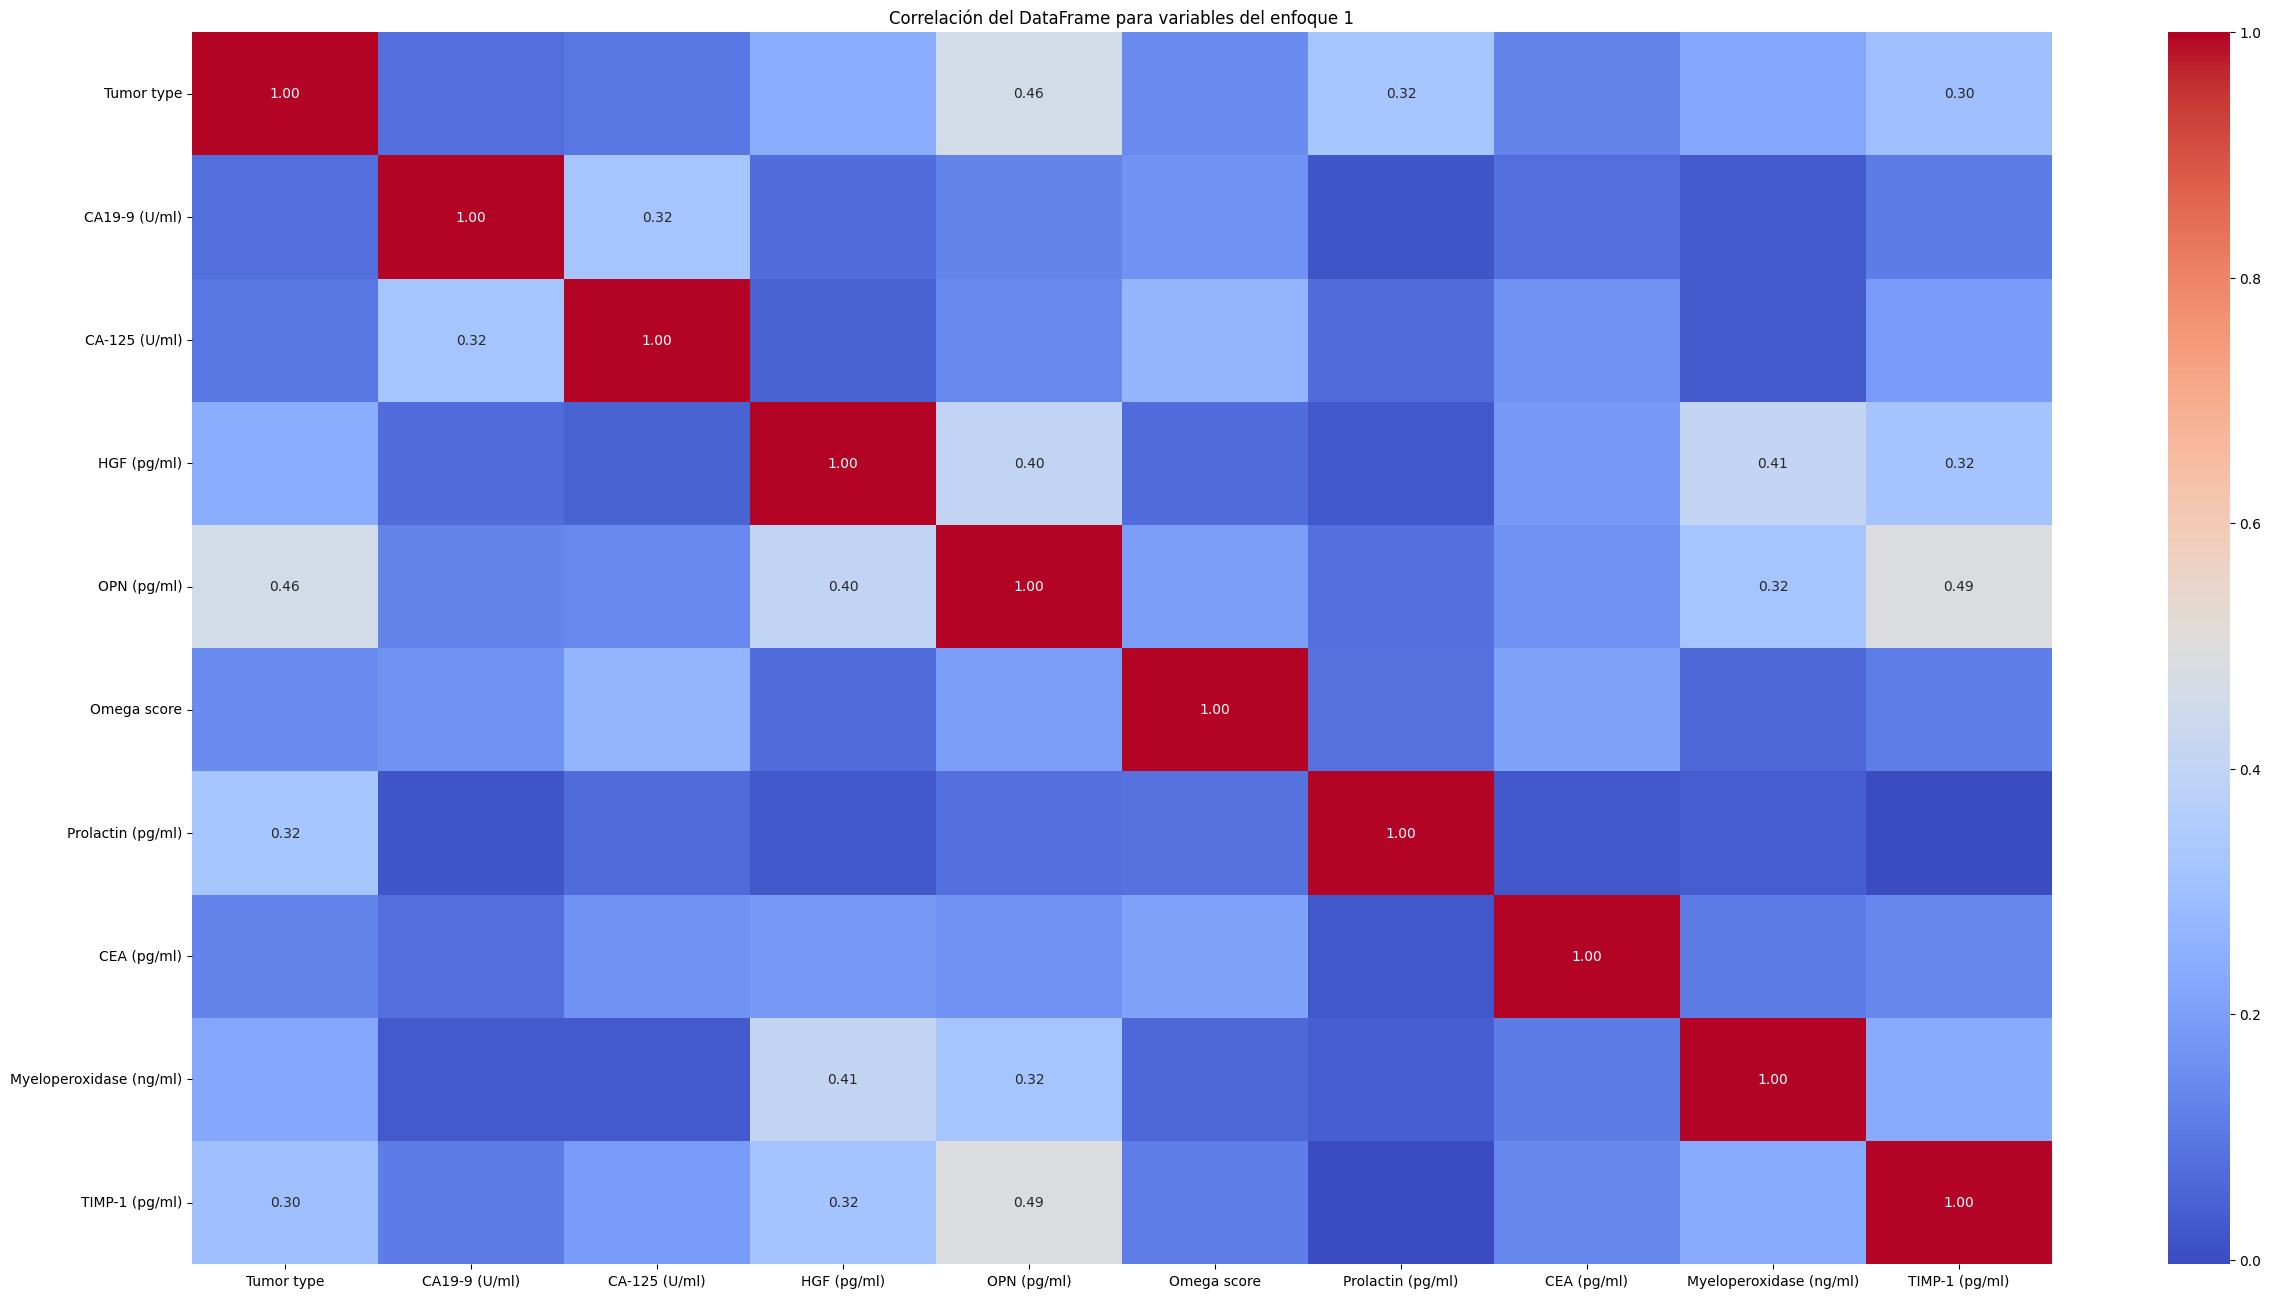 Correlación del DataFrame para variables del enfoque 1
Tumor type 1.00 0.46 0.32 0.30
CA19-9 (U/ml) 1.00 0.32
CA-125 (U/ml) 0.32 1.00
HGF (pg/ml) 1.00 0.40 0.41 0.32
OPN (pg/ml) 0.46 0.40 1.00 0.32 0.49
Omega score 1.00
Prolactin (pg/ml) 0.32 1.00
CEA (pg/ml) 1.00
Myeloperoxidase (ng/ml) 0.41 0.32 1.00
TIMP-1 (pg/ml) 0.30 0.32 0.49 1.00
Tumor type CA19-9 (U/ml) CA-125 (U/ml) HGF (pg/ml) OPN (pg/ml) Omega score Prolactin (pg/ml) CEA (pg/ml) Myeloperoxidase (ng/ml) TIMP-1 (pg/ml)
1.0
0.8
0.6
0.4
0.2
0.0